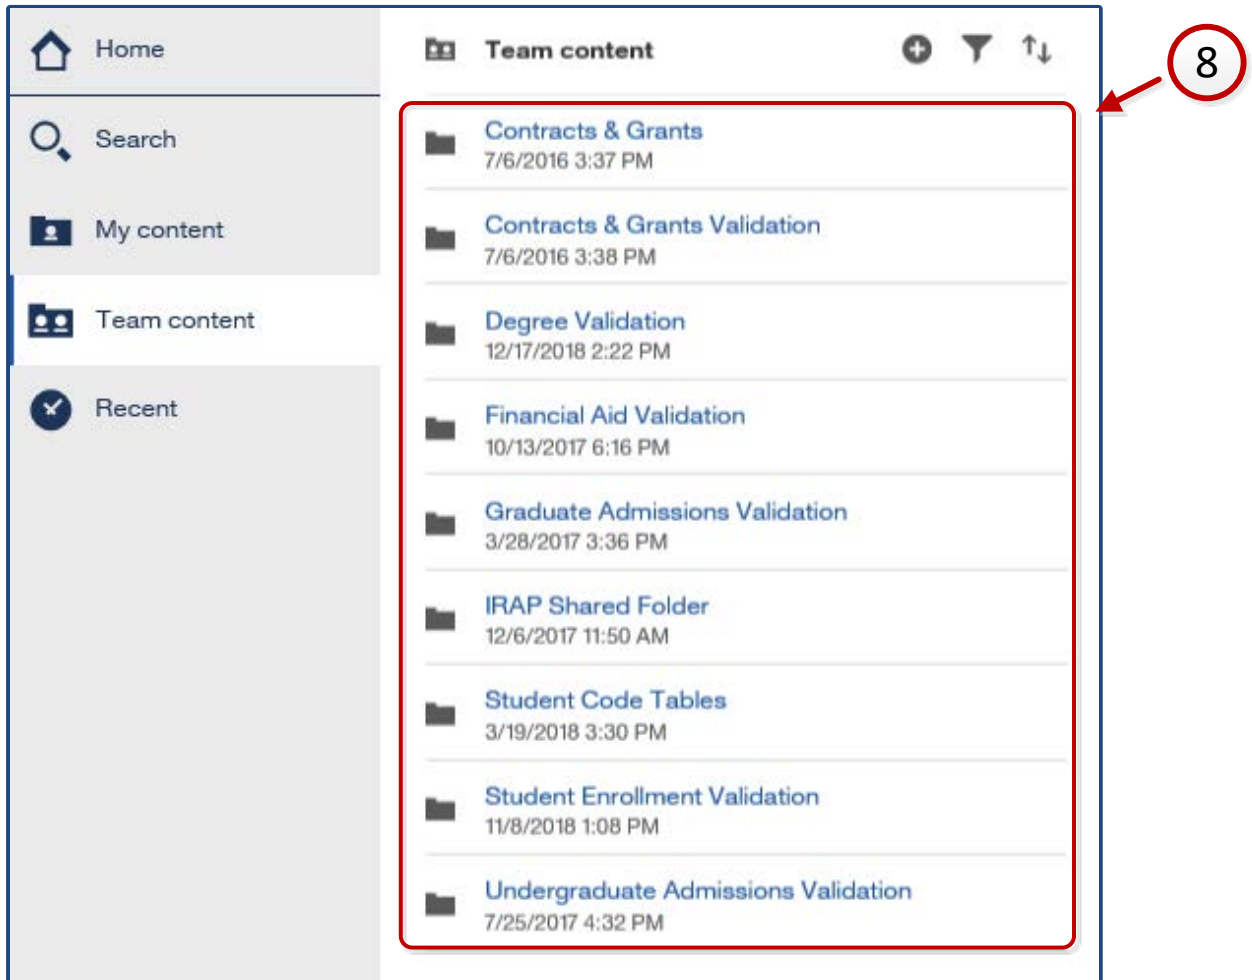 Home
Search
My content
Team content
Recent
Team content
Contracts & Grants
7/6/2016 3:37 PM
Contracts & Grants Validation
7/6/2016 3:38 PM
Degree Validation
12/17/2018 2:22 PM
Financial Aid Validation
10/13/2017 6:16 PM
Graduate Admissions Validation
3/28/2017 3:36 PM
IRAP Shared Folder
12/6/2017 11:50 AM
Student Code Tables
3/19/2018 3:30 PM
Student Enrollment Validation
11/8/2018 1:08 PM
Undergraduate Admissions Validation
7/25/2017 4:32 PM
8